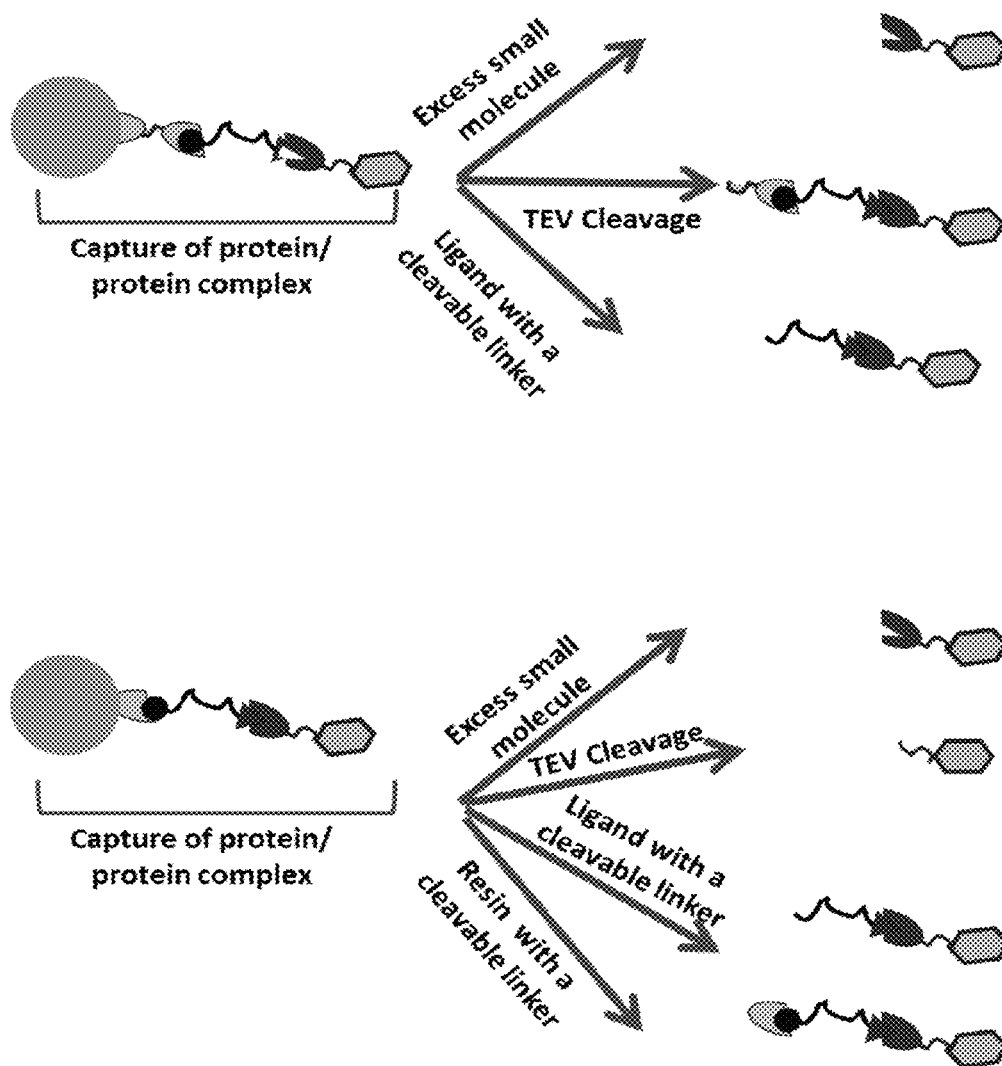 Excess small
molecule
TEV Cleavage
Ligand with a
cleavable linker
Capture of protein/
protein complex
Excess small
molecule
TEV Cleavage
Ligand with a
cleavable linker
Resin with a
cleavable linker
Capture of protein/
protein complex